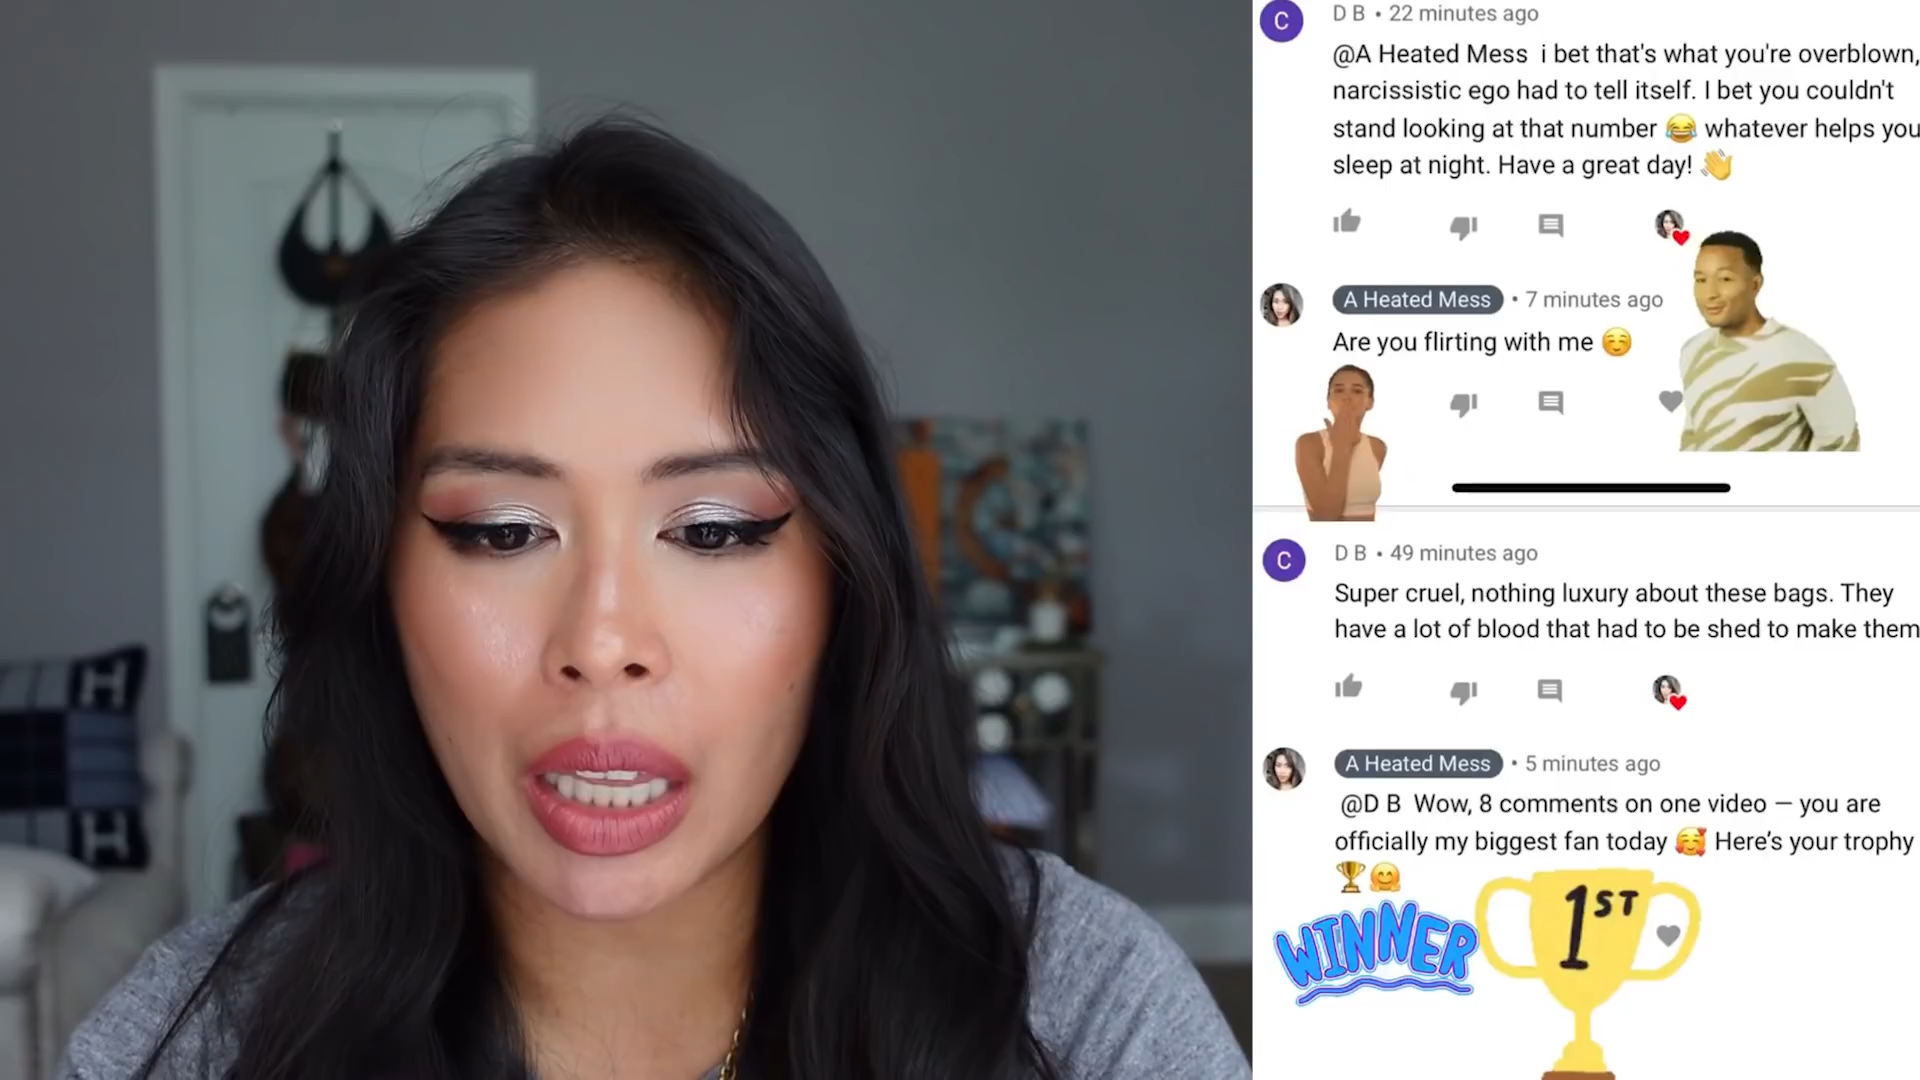 C
D B • 22 minutes ago
@A Heated Mess i bet that's what you're overblown,
narcissistic ego had to tell itself. I bet you couldn't
stand looking at that number 😂 whatever helps you
sleep at night. Have a great day! 👋
A Heated Mess • 7 minutes ago
Are you flirting with me ☺️
C
D B • 49 minutes ago
Super cruel, nothing luxury about these bags. They
have a lot of blood that had to be shed to make them
A Heated Mess • 5 minutes ago
@D B Wow, 8 comments on one video — you are
officially my biggest fan today 🥰 Here’s your trophy
🏆🤗
1ST
WINNER
H
H